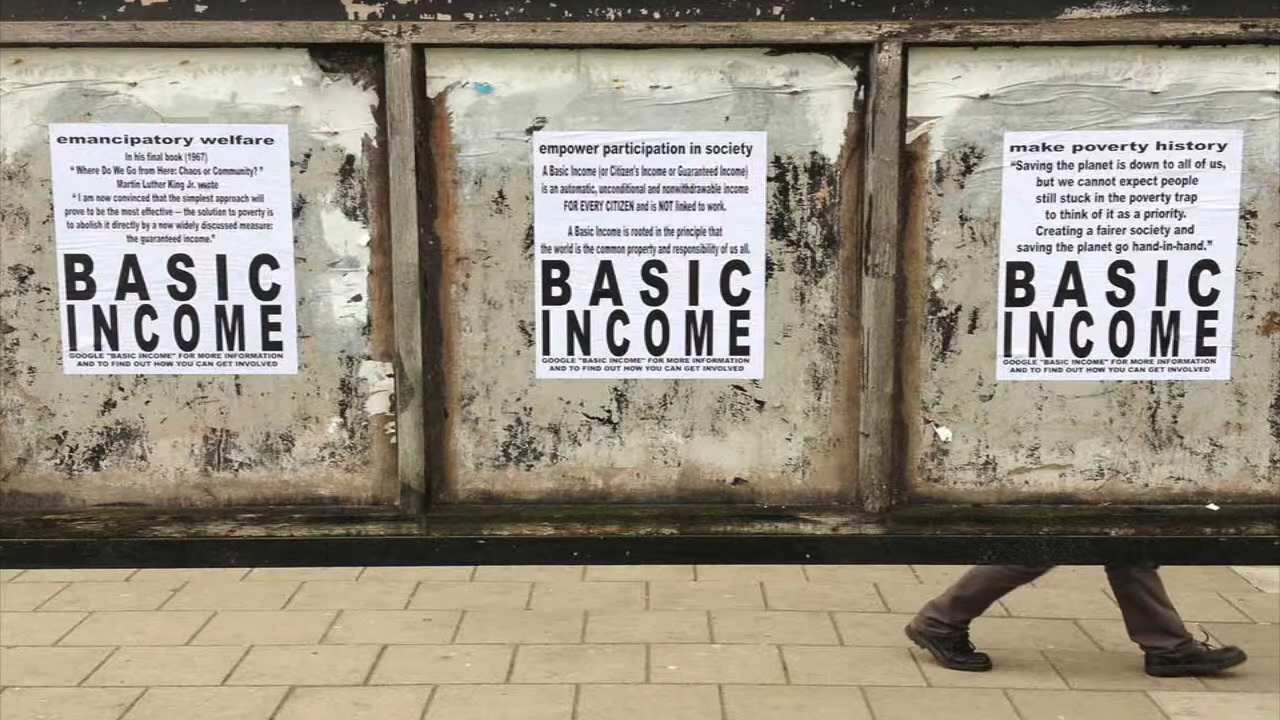 emancipatory welfare
In his final book (1967)
"Where Do We Go from Here: Chaos or Community?"
Martin Luther King Jr. wrote
"I am now convinced that the simplest approach will
prove to be the most effective — the solution to poverty is
to abolish it directly by a now widely discussed measure:
the guaranteed income."
BASIC
INCOME
GOOGLE "BASIC INCOME" FOR MORE INFORMATION
AND TO FIND OUT HOW YOU CAN GET INVOLVED
empower participation in society
A Basic Income (or Citizen's Income or Guaranteed Income)
is an automatic, unconditional and nonwithdrawable income
FOR EVERY CITIZEN and is NOT linked to work.
A Basic Income is rooted in the principle that
the world is the common property and responsibility of us all.
BASIC
INCOME
GOOGLE "BASIC INCOME" FOR MORE INFORMATION
AND TO FIND OUT HOW YOU CAN GET INVOLVED
make poverty history
"Saving the planet is down to all of us,
but we cannot expect people
still stuck in the poverty trap
to think of it as a priority.
Creating a fairer society and
saving the planet go hand-in-hand."
BASIC
INCOME
GOOGLE "BASIC INCOME" FOR MORE INFORMATION
AND TO FIND OUT HOW YOU CAN GET INVOLVED